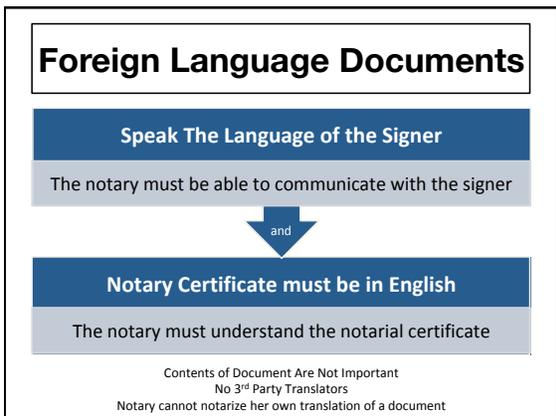 Foreign Language Documents
Speak The Language of the Signer
The notary must be able to communicate with the signer
and
Notary Certificate must be in English
The notary must understand the notarial certificate
Contents of Document Are Not Important
No 3rd Party Translators
Notary cannot notarize her own translation of a document